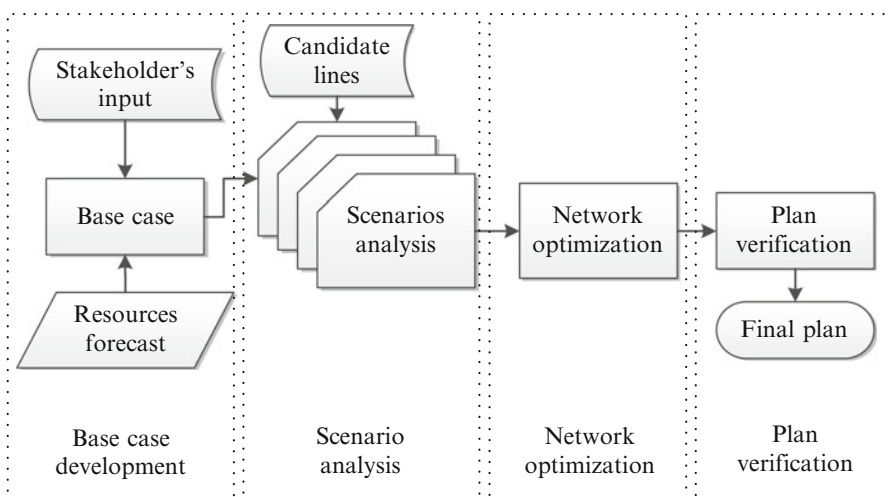 Stakeholder's
input
Base case
Resources
forecast
Base case
development
Candidate
lines
Scenarios
analysis
Scenario
analysis
Network
optimization
Network
optimization
Plan
verification
Final plan
Plan
verification